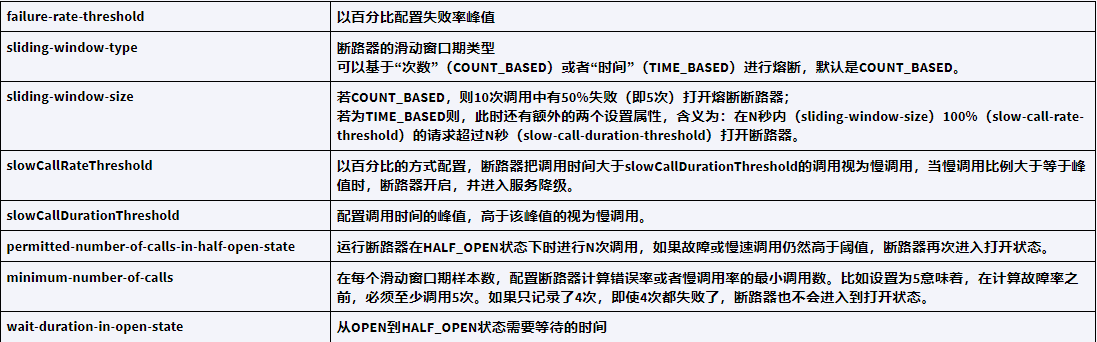 failure-rate-threshold 以百分比配置失败率峰值
sliding-window-type 断路器的滑动窗口期类型
可以基于“次数”（COUNT_BASED）或者“时间”（TIME_BASED）进行熔断，默认是COUNT_BASED。
sliding-window-size 若COUNT_BASED，则10次调用中有50%失败（即5次）打开熔断断路器；
若为TIME_BASED则，此时还有额外的两个设置属性，含义为：在N秒内（sliding-window-size）100%（slow-call-rate-
threshold）的请求超过N秒（slow-call-duration-threshold）打开断路器。
slowCallRateThreshold 以百分比的方式配置，断路器把调用时间大于slowCallDurationThreshold的调用视为慢调用，当慢调用比例大于等于峰
值时，断路器开启，并进入服务降级。
slowCallDurationThreshold 配置调用时间的峰值，高于该峰值的视为慢调用。
permitted-number-of-calls-in-half-open-state 运行断路器在HALF_OPEN状态下时进行N次调用，如果故障或慢速调用仍然高于阈值，断路器再次进入打开状态。
minimum-number-of-calls 在每个滑动窗口期样本数，配置断路器计算错误率或者慢调用率的最小调用数。比如设置为5意味着，在计算故障率之
前，必须至少调用5次。如果只记录了4次，即使4次都失败了，断路器也不会进入到打开状态。
wait-duration-in-open-state 从OPEN到HALF_OPEN状态需要等待的时间